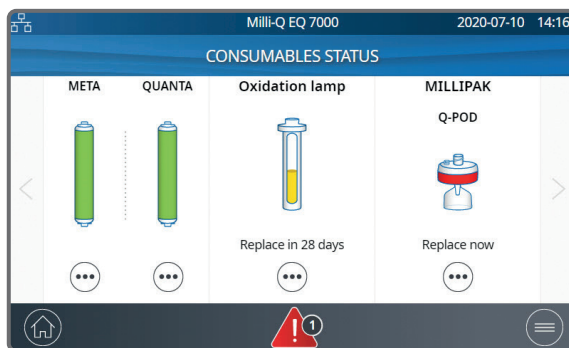 Milli-Q EQ 7000 2020-07-10 14:16
CONSUMABLES STATUS
META QUANTA Oxidation lamp MILLIPAK
Q-POD
Replace in 28 days Replace now
1